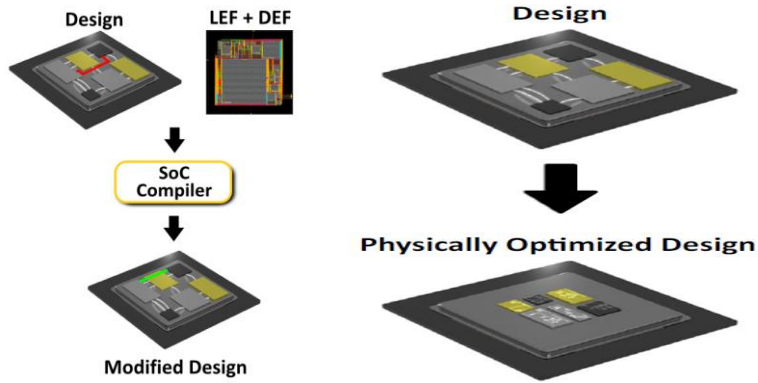 Design
LEF + DEF
SoC
Compiler
Modified Design
Design
Physically Optimized Design